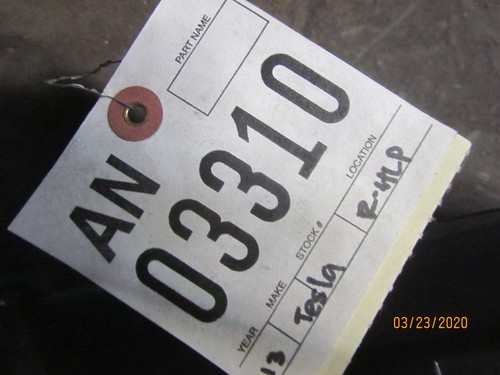 PART NAME
AN
03310
YEAR MAKE STOCK # LOCATION
13 Tesla R-4LP
03/23/2020